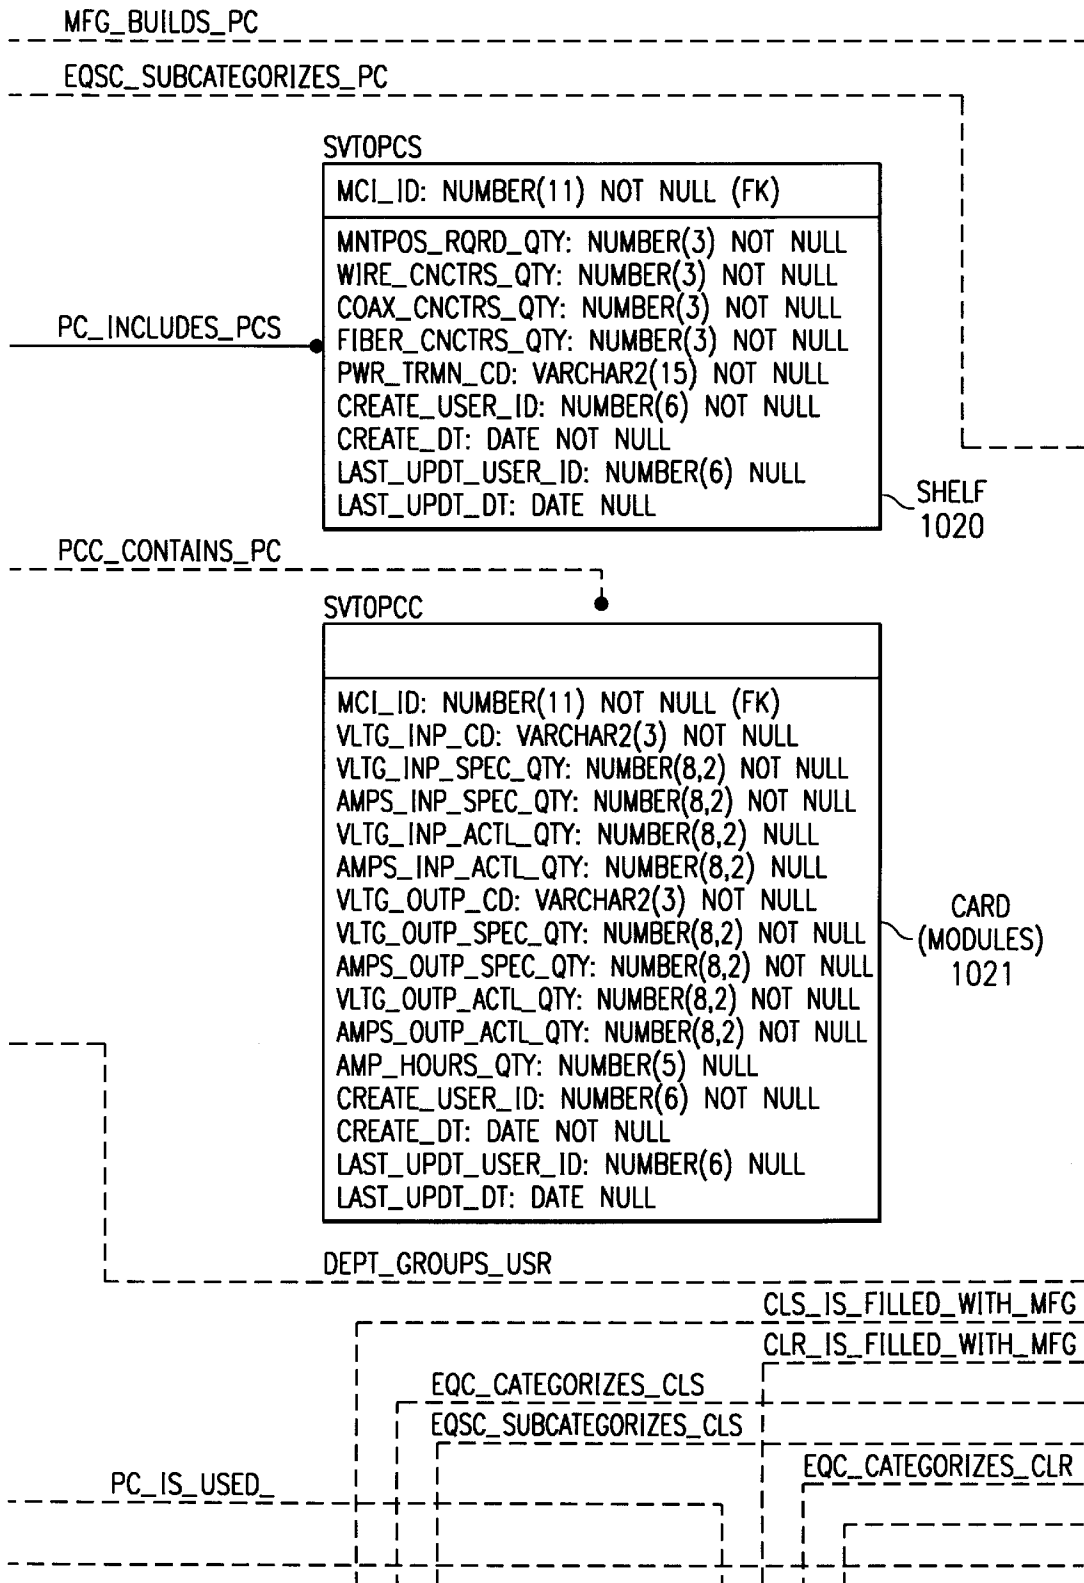 MFG_BUILDS_PC
EQSC_SUBCATEGORIZES_PC
SVTOPCS
MCI_ID: NUMBER(11) NOT NULL (FK)
MNTPOS_RQRD_QTY: NUMBER(3) NOT NULL
WIRE_CNCTRS_QTY: NUMBER(3) NOT NULL
COAX_CNCTRS_QTY: NUMBER(3) NOT NULL
PC_INCLUDES_PCS
FIBER_CNCTRS_QTY: NUMBER(3) NOT NULL
PWR_TRMN_CD: VARCHAR2(15) NOT NULL
CREATE_USER_ID: NUMBER(6) NOT NULL
CREATE_DT: DATE NOT NULL
LAST_UPDT_USER_ID: NUMBER(6) NULL
LAST_UPDT_DT: DATE NULL
SHELF
1020
PCC_CONTAINS_PC
SVTOPCC
MCI_ID: NUMBER(11) NOT NULL (FK)
VLTG_INP_CD: VARCHAR2(3) NOT NULL
VLTG_INP_SPEC_QTY: NUMBER(8,2) NOT NULL
AMPS_INP_SPEC_QTY: NUMBER(8,2) NOT NULL
VLTG_INP_ACTL_QTY: NUMBER(8,2) NULL
AMPS_INP_ACTL_QTY: NUMBER(8,2) NULL
VLTG_OUTP_CD: VARCHAR2(3) NOT NULL
VLTG_OUTP_SPEC_QTY: NUMBER(8,2) NOT NULL
AMPS_OUTP_SPEC_QTY: NUMBER(8,2) NOT NULL
VLTG_OUTP_ACTL_QTY: NUMBER(8,2) NOT NULL
AMPS_OUTP_ACTL_QTY: NUMBER(8,2) NOT NULL
AMP_HOURS_QTY: NUMBER(5) NULL
CREATE_USER_ID: NUMBER(6) NOT NULL
CREATE_DT: DATE NOT NULL
LAST_UPDT_USER_ID: NUMBER(6) NULL
LAST_UPDT_DT: DATE NULL
CARD
(MODULES)
1021
DEPT_GROUPS_USR
CLS_IS_FILLED_WITH_MFG
CLR_IS_FILLED_WITH_MFG
EQC_CATEGORIZES_CLS
EQSC_SUBCATEGORIZES_CLS
EQC_CATEGORIZES_CLR
PC_IS_USED_